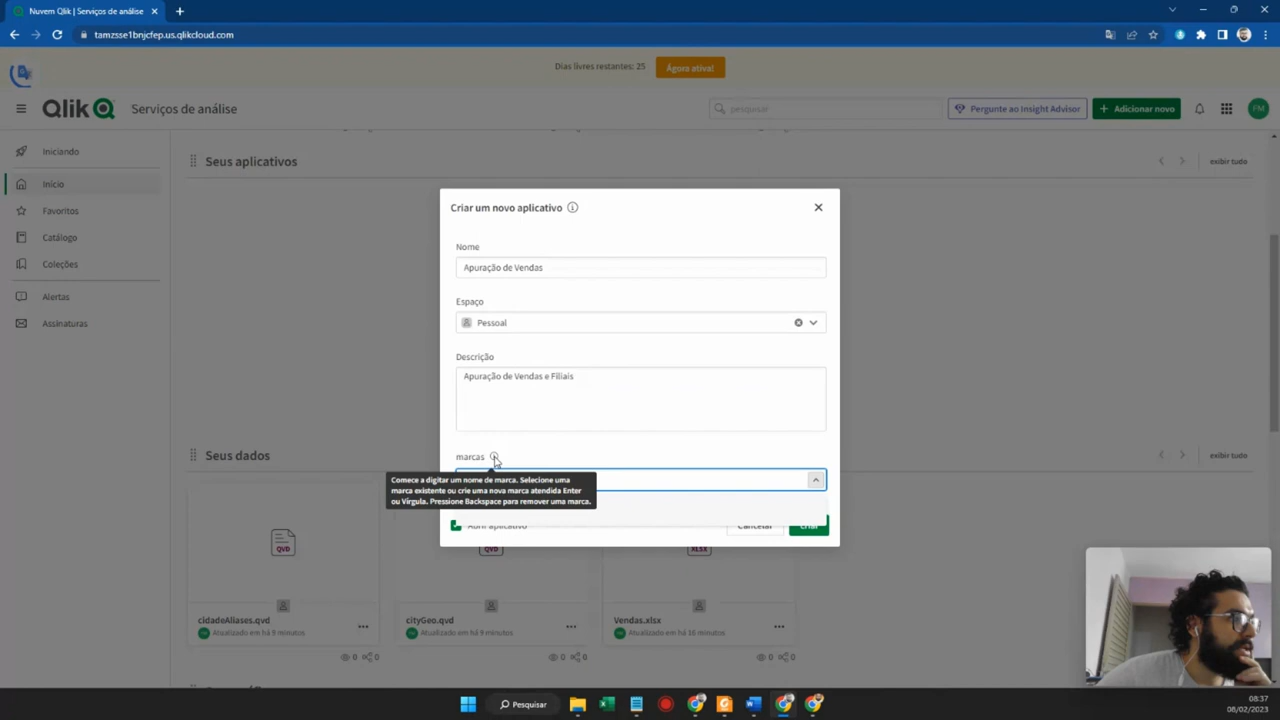 Nuvem Qlik | Serviços de análise
tamzsse1bnjcfep.us.qlikcloud.com
Dias livres restantes: 25
Ágora ativa!
Qlik
Serviços de análise
pesquisar
Pergunte ao Insight Advisor
Adicionar novo
FM
Iniciando
Início
Favoritos
Catálogo
Coleções
Alertas
Assinaturas
Seus aplicativos
exibir tudo
Criar um novo aplicativo
Nome
Apuração de Vendas
Espaço
Pessoal
Descrição
Apuração de Vendas e Filiais
marcas
Comece a digitar um nome de marca. Selecione uma
marca existente ou crie uma nova marca atendida Enter
ou Vírgula. Pressione Backspace para remover uma marca.
Abrir aplicativo
Cancelar
Criar
Seus dados
exibir tudo
QVD
QVD
XLSX
cidadeAliases.qvd
Atualizado em há 9 minutos
0
0
cityGeo.qvd
Atualizado em há 9 minutos
0
0
Vendas.xlsx
Atualizado em há 16 minutos
0
0
Pesquisar
08:37
08/02/2023